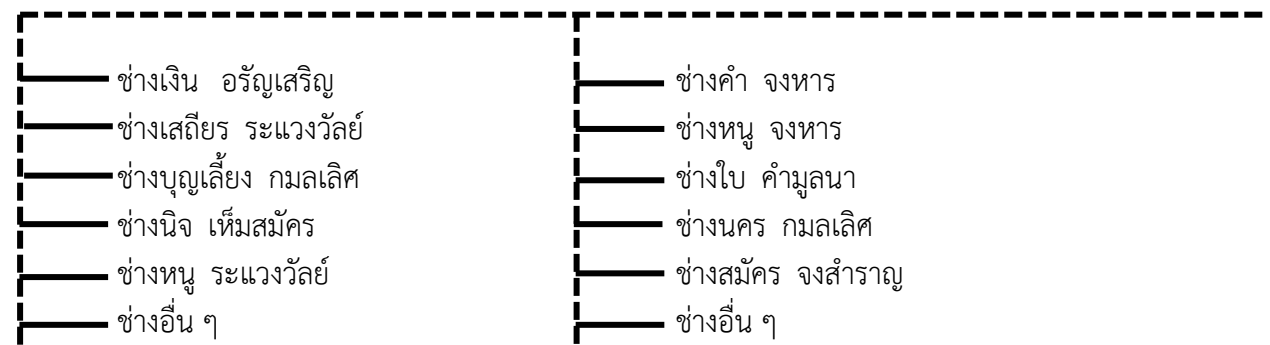 ช่างเงิน อรัญเสริญ
ช่างเสถียร ระแวงวัลย์
ช่างบุญเลี้ยง กมลเลิศ
ช่างนิจ เห็มสมัคร
ช่างหนู ระแวงวัลย์
ช่างอื่น ๆ
ช่างคำ จงหาร
ช่างหนู จงหาร
ช่างใบ คำมูลนา
ช่างนคร กมลเลิศ
ช่างสมัคร จงสำราญ
ช่างอื่น ๆ